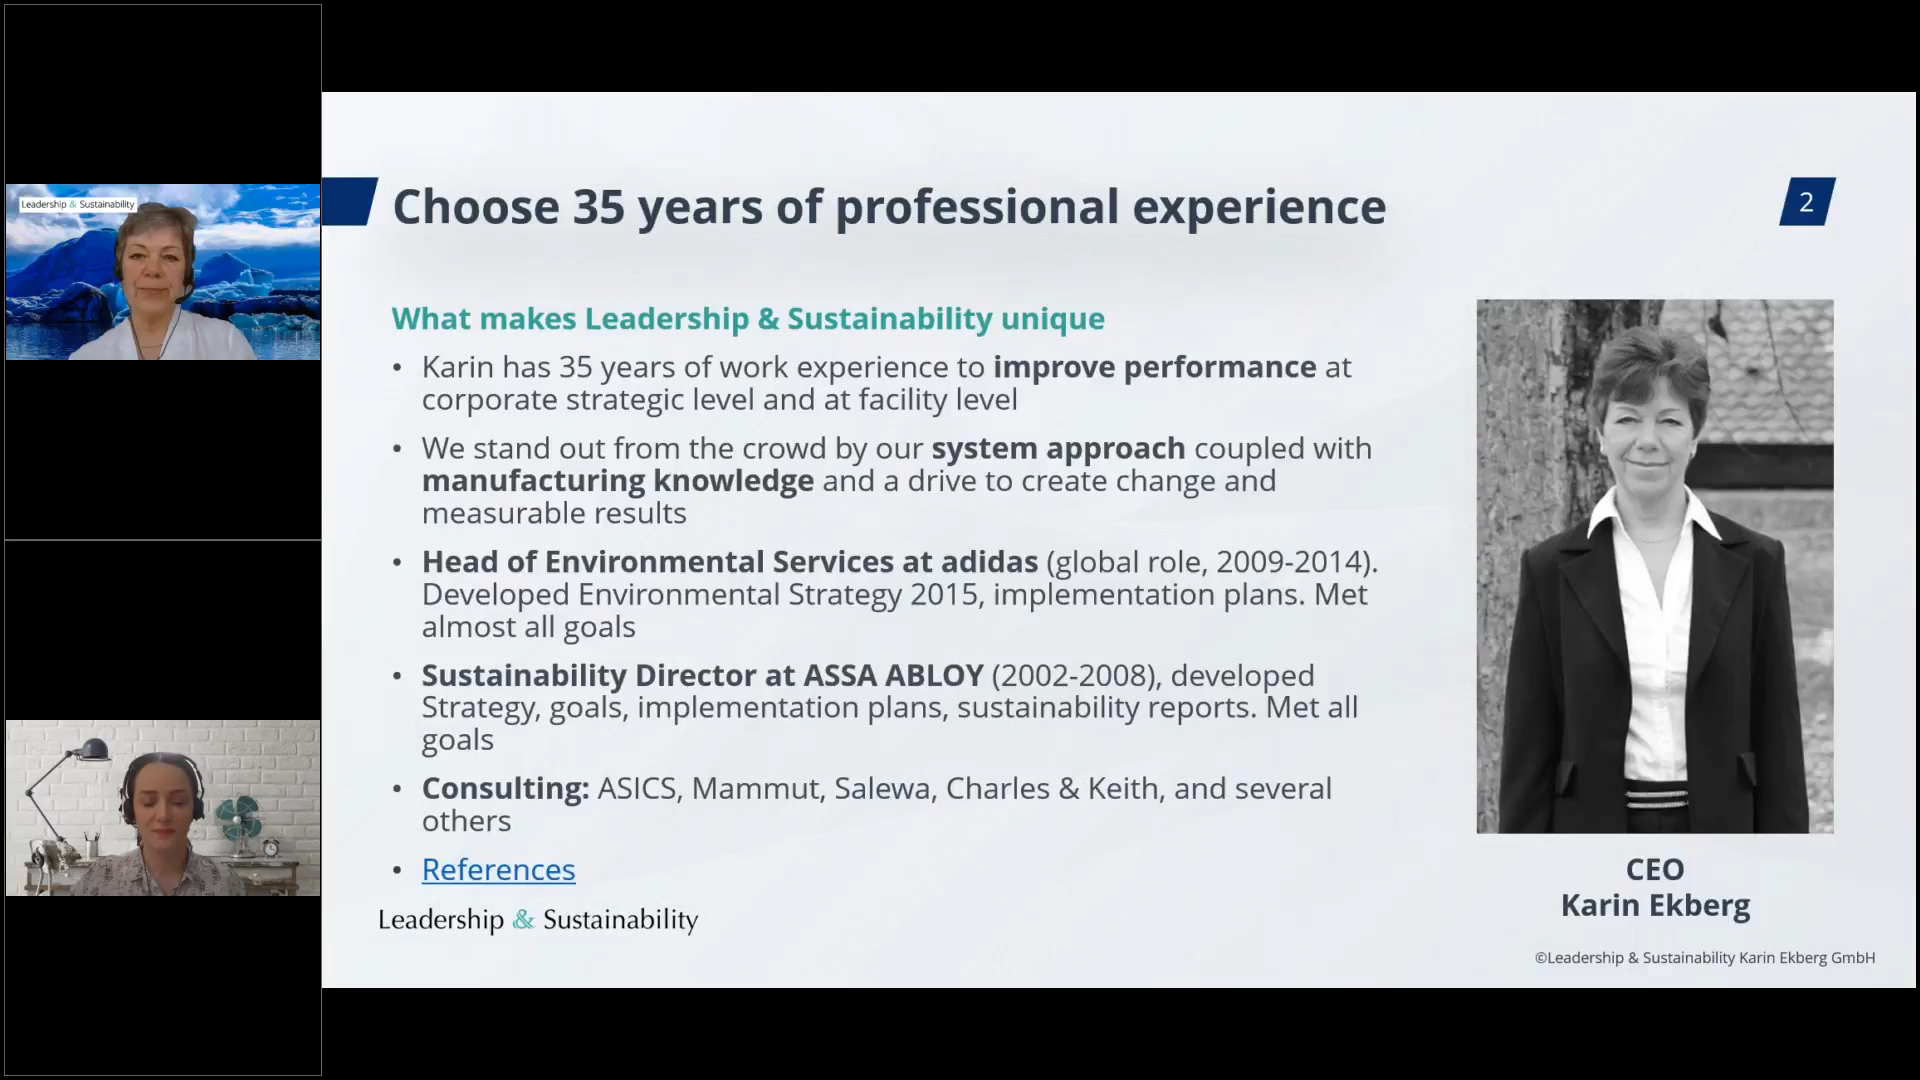 Leadership & Sustainability
Choose 35 years of professional experience
2
What makes Leadership & Sustainability unique
• Karin has 35 years of work experience to improve performance at
corporate strategic level and at facility level
• We stand out from the crowd by our system approach coupled with
manufacturing knowledge and a drive to create change and
measurable results
• Head of Environmental Services at adidas (global role, 2009-2014).
Developed Environmental Strategy 2015, implementation plans. Met
almost all goals
• Sustainability Director at ASSA ABLOY (2002-2008), developed
Strategy, goals, implementation plans, sustainability reports. Met all
goals
• Consulting: ASICS, Mammut, Salewa, Charles & Keith, and several
others
• References
Leadership & Sustainability
CEO
Karin Ekberg
©Leadership & Sustainability Karin Ekberg GmbH